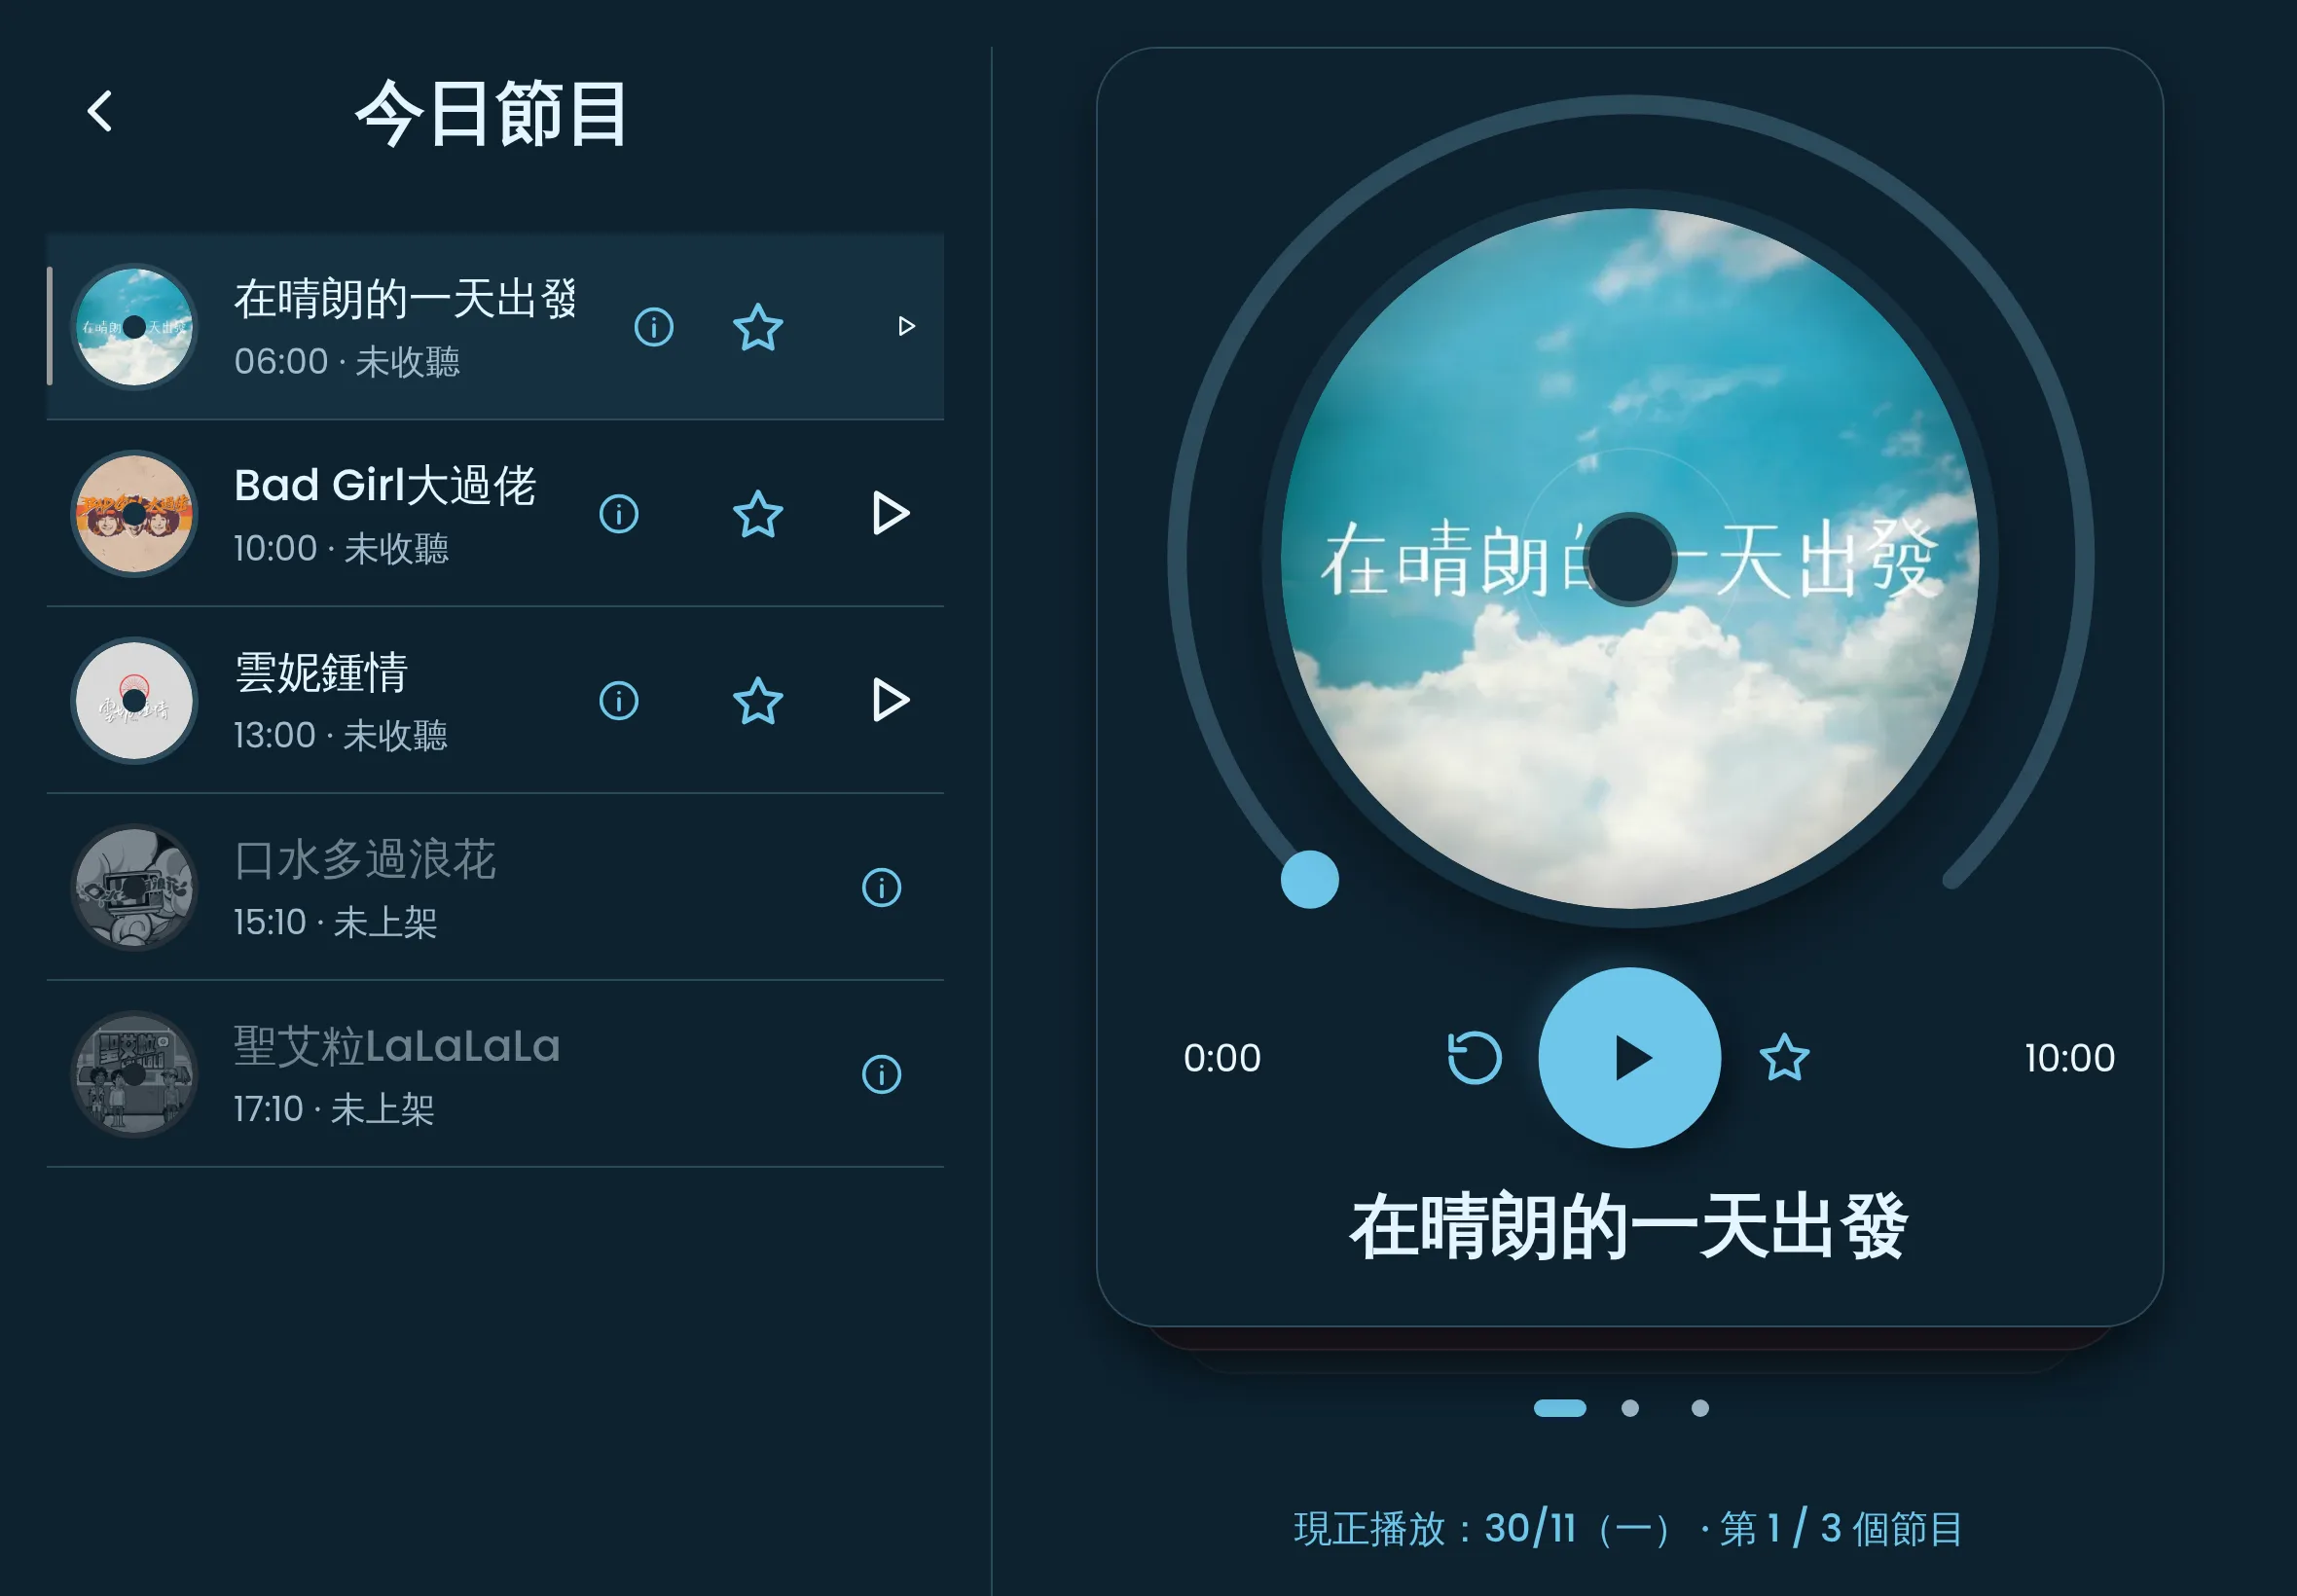 今日節目
在晴朗的一天出發
06:00 · 未收聽
Bad Girl大過佬
10:00 · 未收聽
雲妮鍾情
13:00 · 未收聽
口水多過浪花
15:10 · 未上架
聖艾粒LaLaLaLa
17:10 · 未上架
在晴朗的一天出發
0:00
10:00
在晴朗的一天出發
現正播放：30/11（一） · 第 1 / 3 個節目